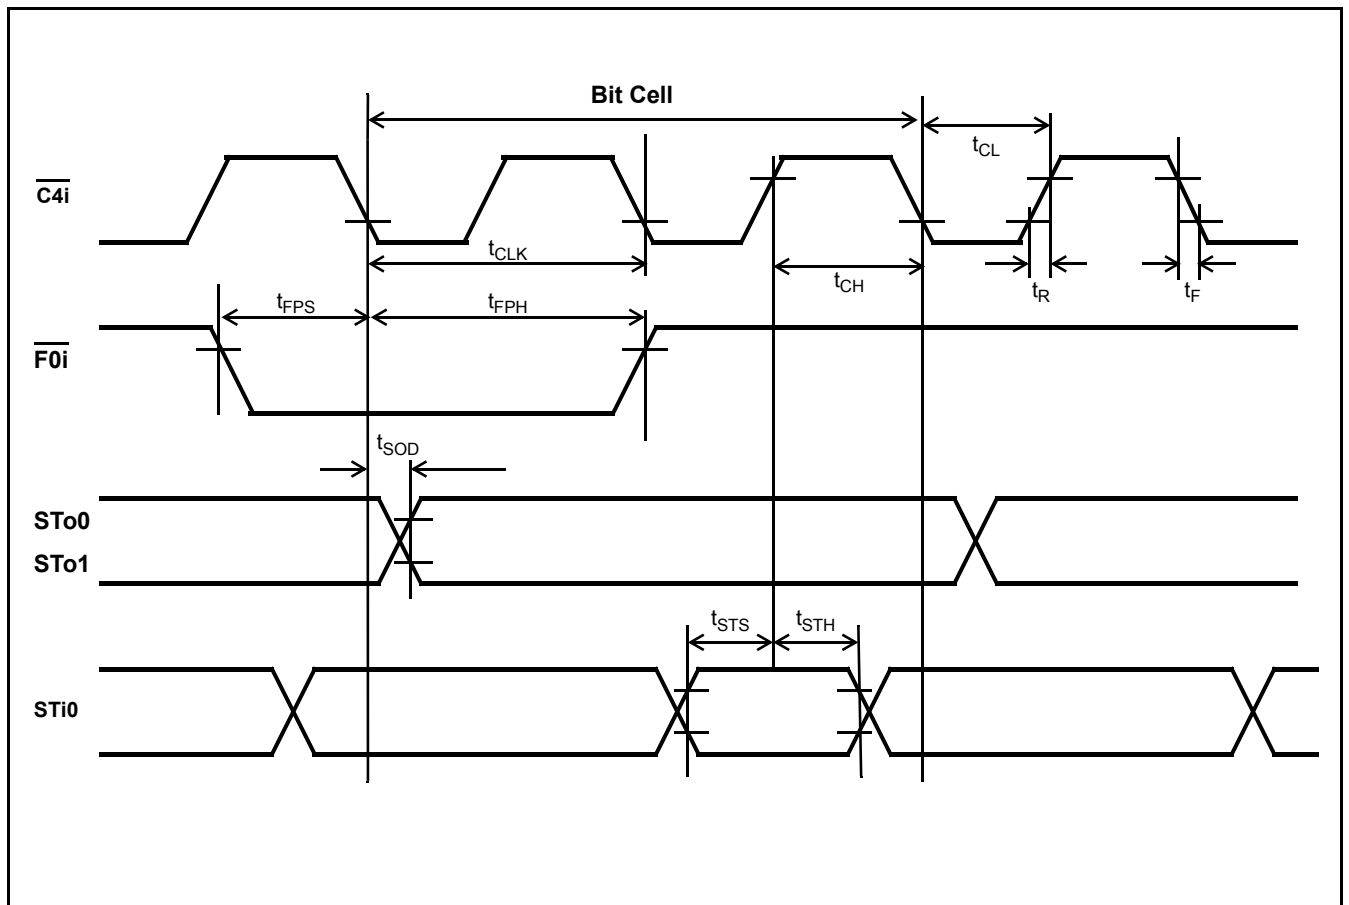 Bit Cell
tCL
C4i
tCLK
tCH
tR
tF
tFPS
tFPH
F0i
tSOD
STo0
STo1
tSTS
tSTH
STi0